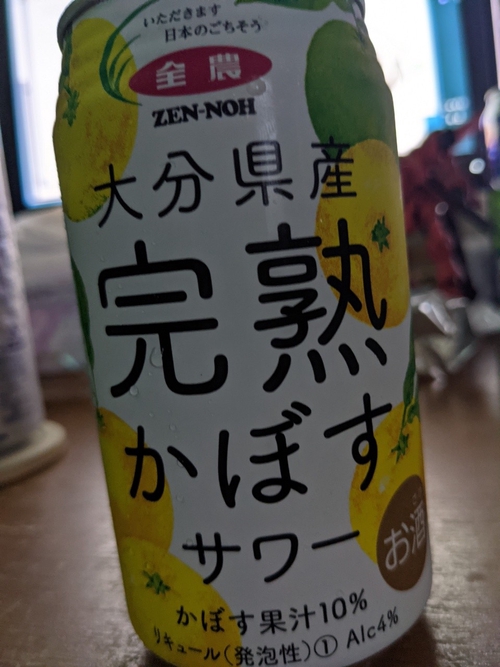 いただきます
日本のごちそう
全農
ZEN-NOH
大分県産
完熟
かぼす
サワー
お酒
かぼす果汁10%
リキュール(発泡性)① Alc4%